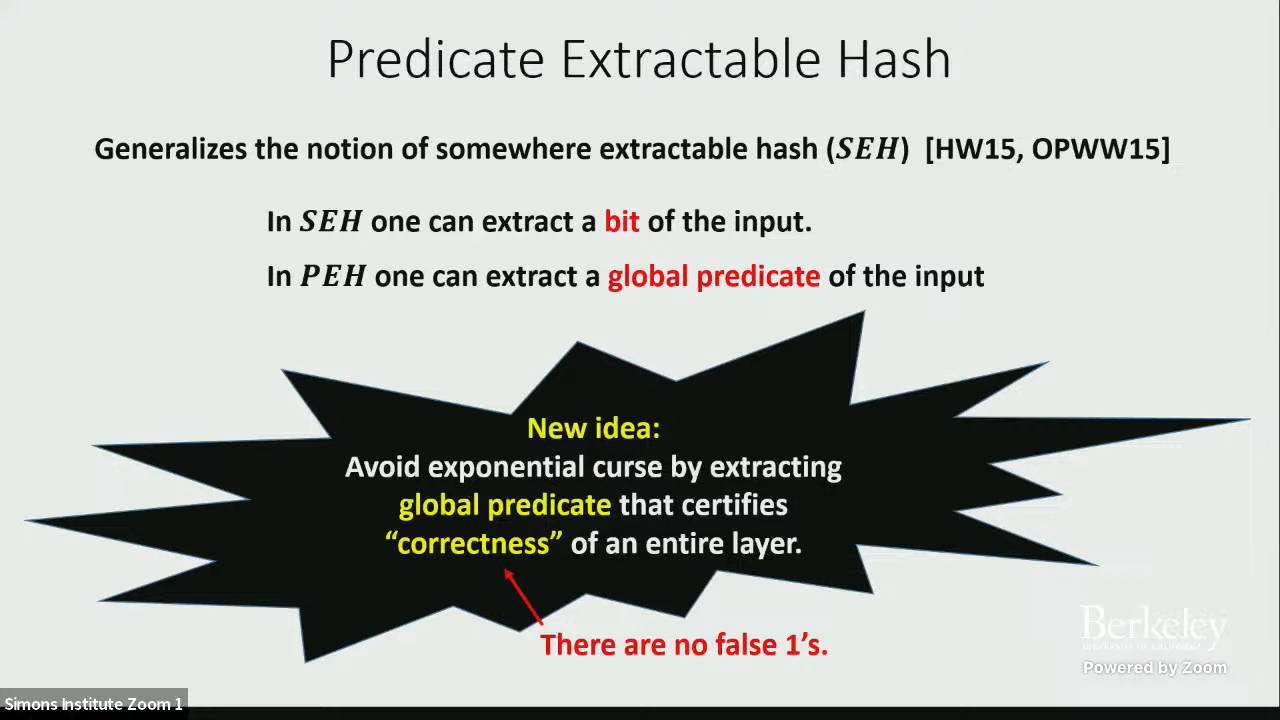 Predicate Extractable Hash
Generalizes the notion of somewhere extractable hash (SEH) [HW15, OPWW15]
In SEH one can extract a bit of the input.
In PEH one can extract a global predicate of the input
New idea:
Avoid exponential curse by extracting
global predicate that certifies
“correctness” of an entire layer.
There are no false 1’s.
Berkeley
UNIVERSITY OF CALIFORNIA
Powered by Zoom
Simons Institute Zoom 1